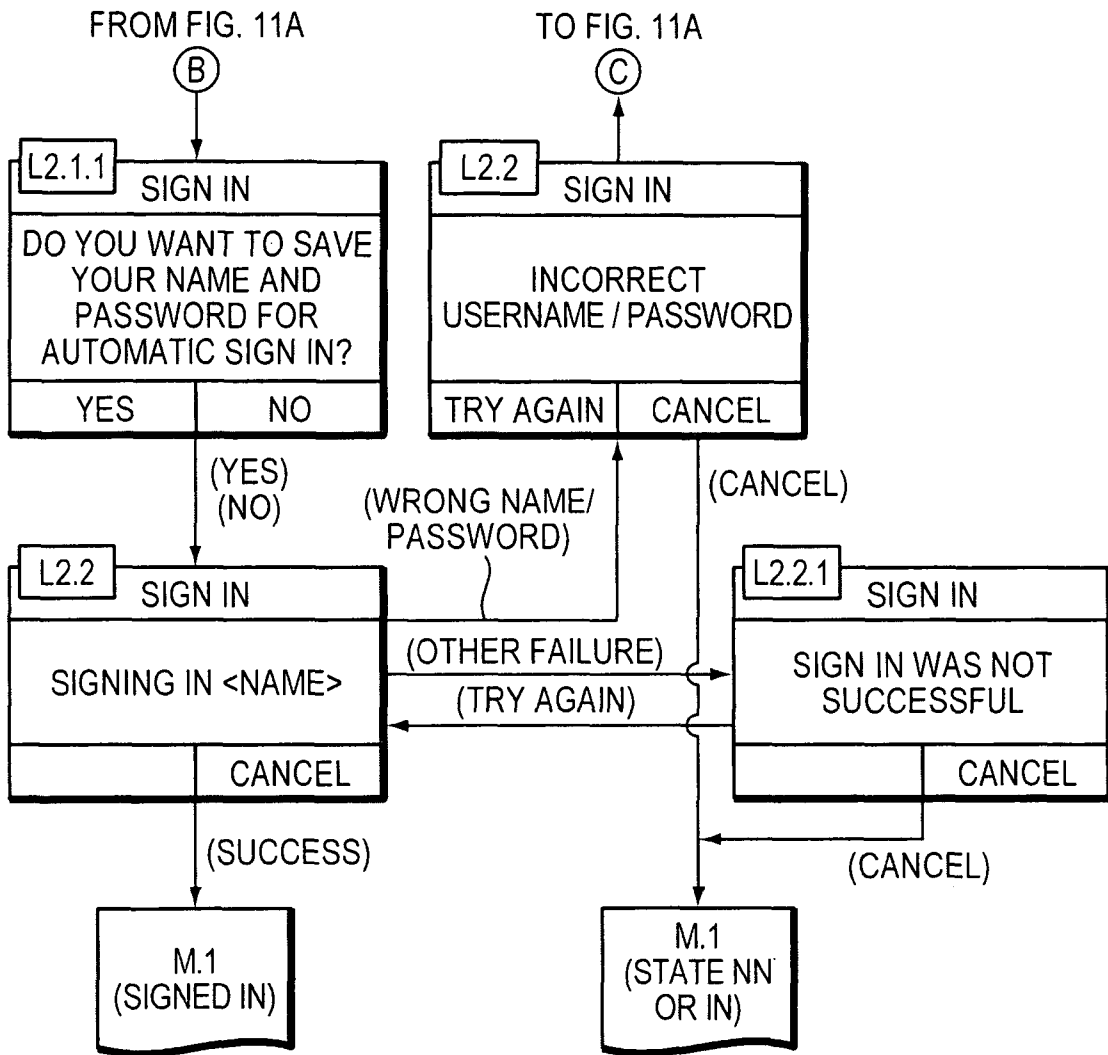 FROM FIG. 11A
B
TO FIG. 11A
C
L2.1.1
SIGN IN
DO YOU WANT TO SAVE
YOUR NAME AND
PASSWORD FOR
AUTOMATIC SIGN IN?
YES
NO
L2.2
SIGN IN
INCORRECT
USERNAME / PASSWORD
TRY AGAIN
CANCEL
(YES)
(NO)
(WRONG NAME/
PASSWORD)
(CANCEL)
L2.2
SIGN IN
SIGNING IN <NAME>
CANCEL
(OTHER FAILURE)
(TRY AGAIN)
L2.2.1
SIGN IN
SIGN IN WAS NOT
SUCCESSFUL
CANCEL
(SUCCESS)
(CANCEL)
M.1
(SIGNED IN)
M.1
(STATE NN
OR IN)